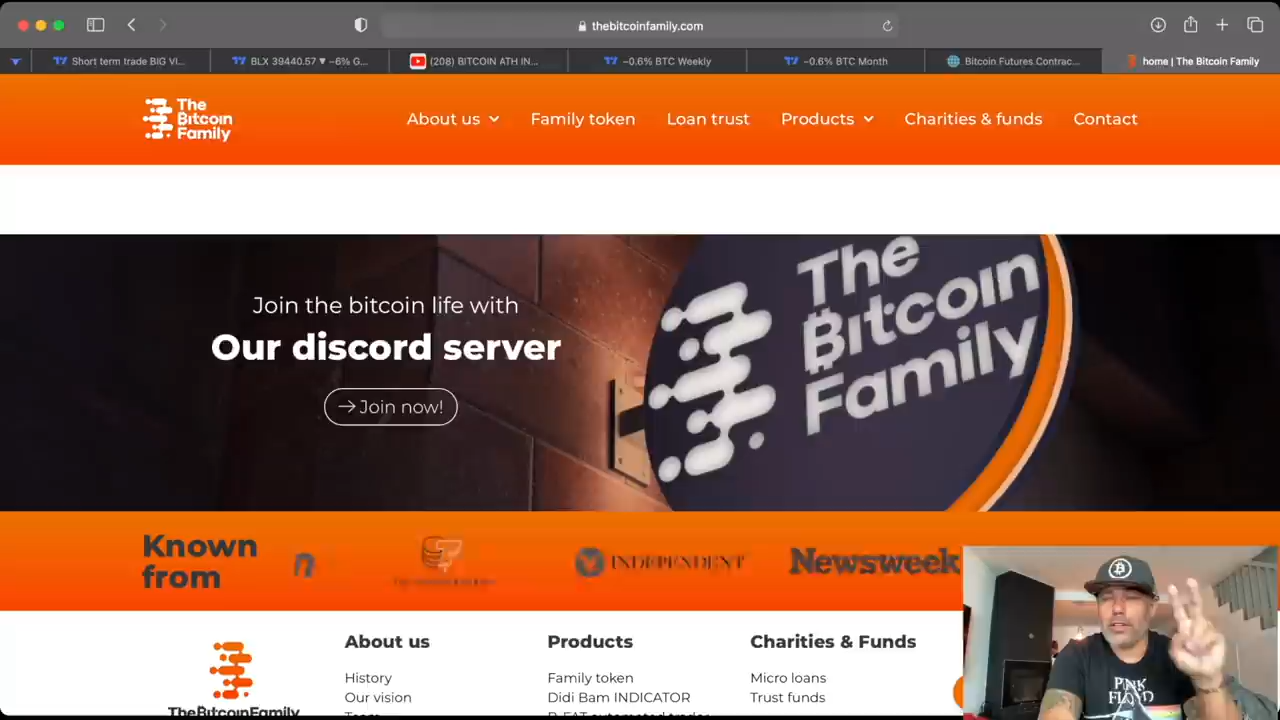 thebitcoinfamily.com
Short term trade BIG VI...
BLX 39440.57 ▼ −6% G...
(208) BITCOIN ATH IN...
−0.6% BTC Weekly
−0.6% BTC Month
Bitcoin Futures Contrac...
home | The Bitcoin Family
The
Bitcoin
Family
About us
Family token
Loan trust
Products
Charities & funds
Contact
Join the bitcoin life with
Our discord server
→ Join now!
The
Bitcoin
Family
Known
from
INDEPENDENT
Newsweek
About us
Products
Charities & Funds
History
Family token
Micro loans
Our vision
Didi Bam INDICATOR
Trust funds
TheBitcoinFamily
PINK
FLOYD